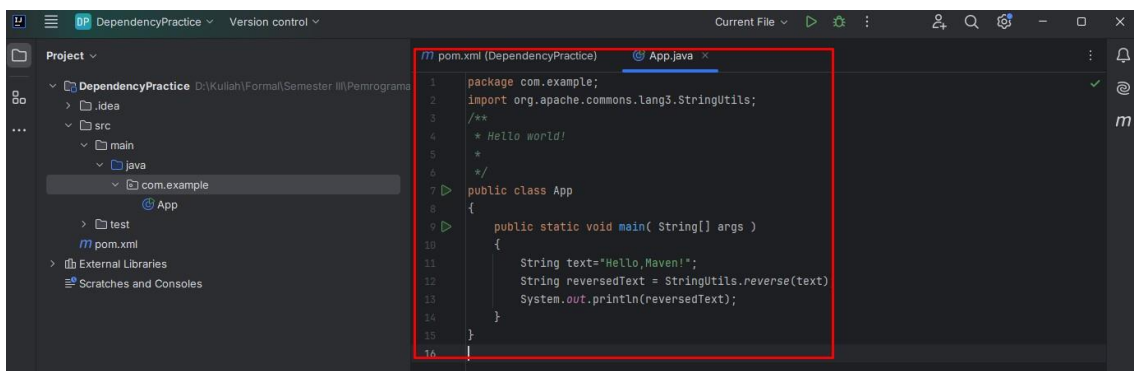 DP DependencyPractice Version control Current File
Project
DependencyPractice D:\Kuliah\Formal\Semester III\Pemrograma
.idea
src
main
java
com.example
App
test
m pom.xml
External Libraries
Scratches and Consoles
m pom.xml (DependencyPractice) App.java
1 package com.example;
2 import org.apache.commons.lang3.StringUtils;
3 /**
4 * Hello world!
5 *
6 */
7 public class App
8 {
9 public static void main( String[] args )
10 {
11 String text="Hello,Maven!";
12 String reversedText = StringUtils.reverse(text)
13 System.out.println(reversedText);
14 }
15 }
16
m